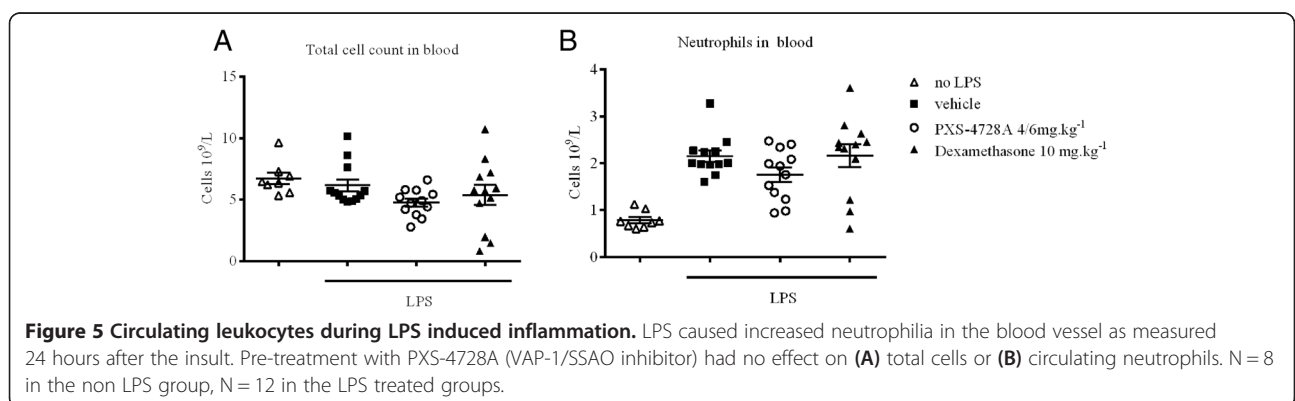 A
Total cell count in blood
15
10
5
0
Cells 10⁹/L
LPS
B
Neutrophils in blood
4
3
2
1
0
Cells 10⁹/L
LPS
no LPS
vehicle
PXS-4728A 4/6mg.kg⁻¹
Dexamethasone 10 mg.kg⁻¹
Figure 5 Circulating leukocytes during LPS induced inflammation. LPS caused increased neutrophilia in the blood vessel as measured
24 hours after the insult. Pre-treatment with PXS-4728A (VAP-1/SSAO inhibitor) had no effect on (A) total cells or (B) circulating neutrophils. N = 8
in the non LPS group, N = 12 in the LPS treated groups.